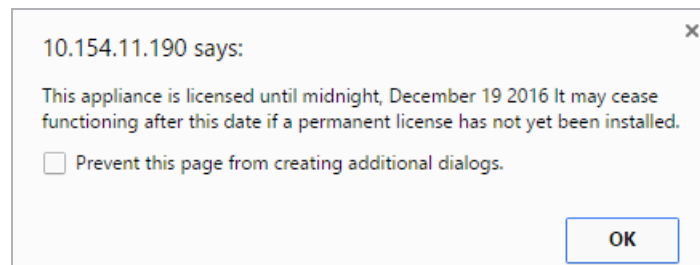 10.154.11.190 says:
This appliance is licensed until midnight, December 19 2016 It may cease
functioning after this date if a permanent license has not yet been installed.
Prevent this page from creating additional dialogs.
OK